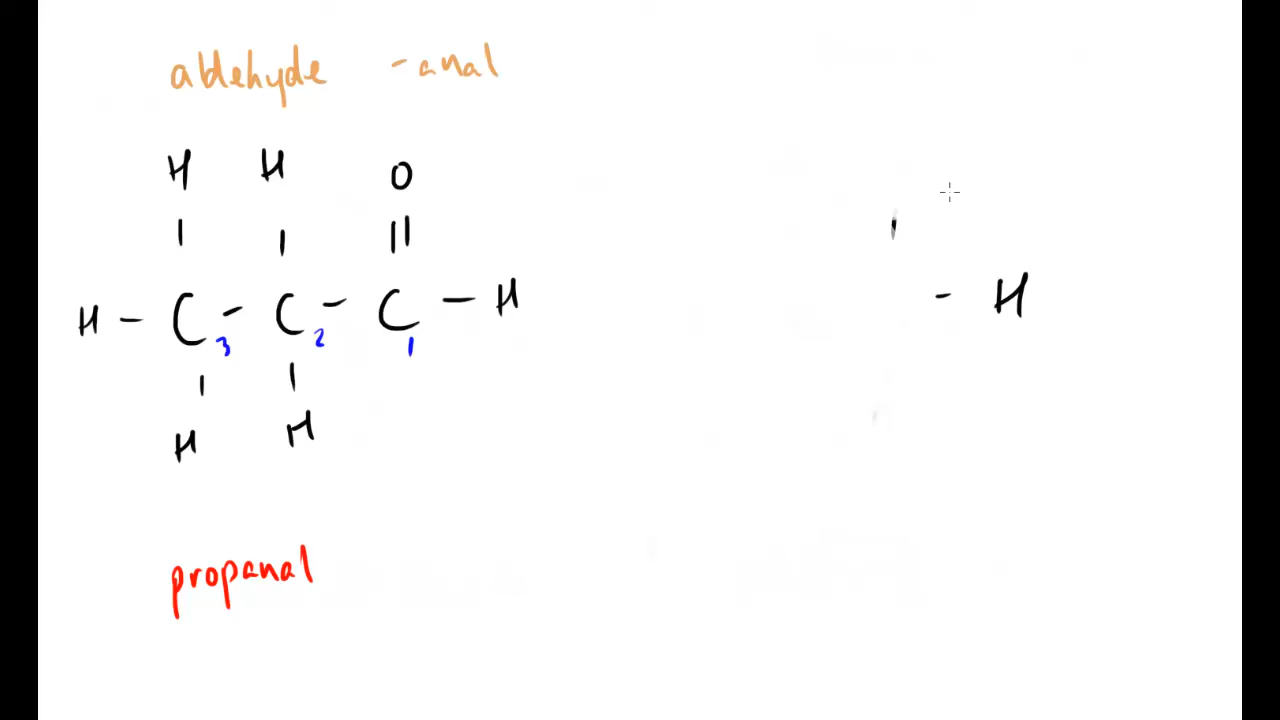 aldehyde -anal
H H O
| | ||
H - C - C - C - H
3 2 1
| |
H H
- H
propanal